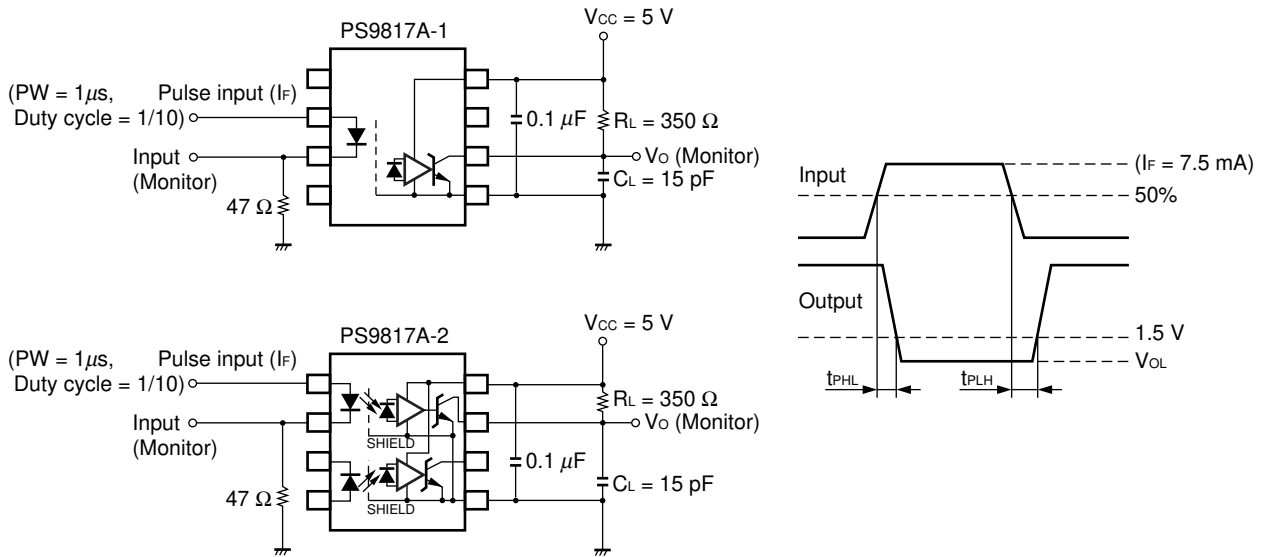 PS9817A-1
VCC = 5 V
(PW = 1μs,
Duty cycle = 1/10)
Pulse input (IF)
Input
(Monitor)
47 Ω
0.1 μF
RL = 350 Ω
VO (Monitor)
CL = 15 pF
PS9817A-2
VCC = 5 V
(PW = 1μs,
Duty cycle = 1/10)
Pulse input (IF)
Input
(Monitor)
47 Ω
SHIELD
SHIELD
0.1 μF
RL = 350 Ω
VO (Monitor)
CL = 15 pF
Input
(IF = 7.5 mA)
50%
Output
1.5 V
VOL
tPHL
tPLH